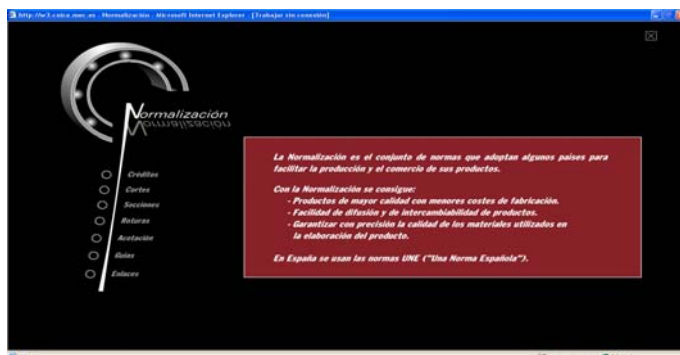 http://w3.cnice.mec.es - Normalización - Microsoft Internet Explorer - [Trabajar sin conexión]
Normalización
Normalización
La Normalización es el conjunto de normas que adoptan algunos países para
facilitar la producción y el comercio de sus productos.
Con la Normalización se consigue:
- Productos de mayor calidad con menores costes de fabricación.
- Facilidad de difusión y de intercambiabilidad de productos.
- Garantizar con precisión la calidad de los materiales utilizados en
la elaboración del producto.
En España se usan las normas UNE ("Una Norma Española").
Créditos
Cortes
Secciones
Roturas
Acotación
Guías
Enlaces